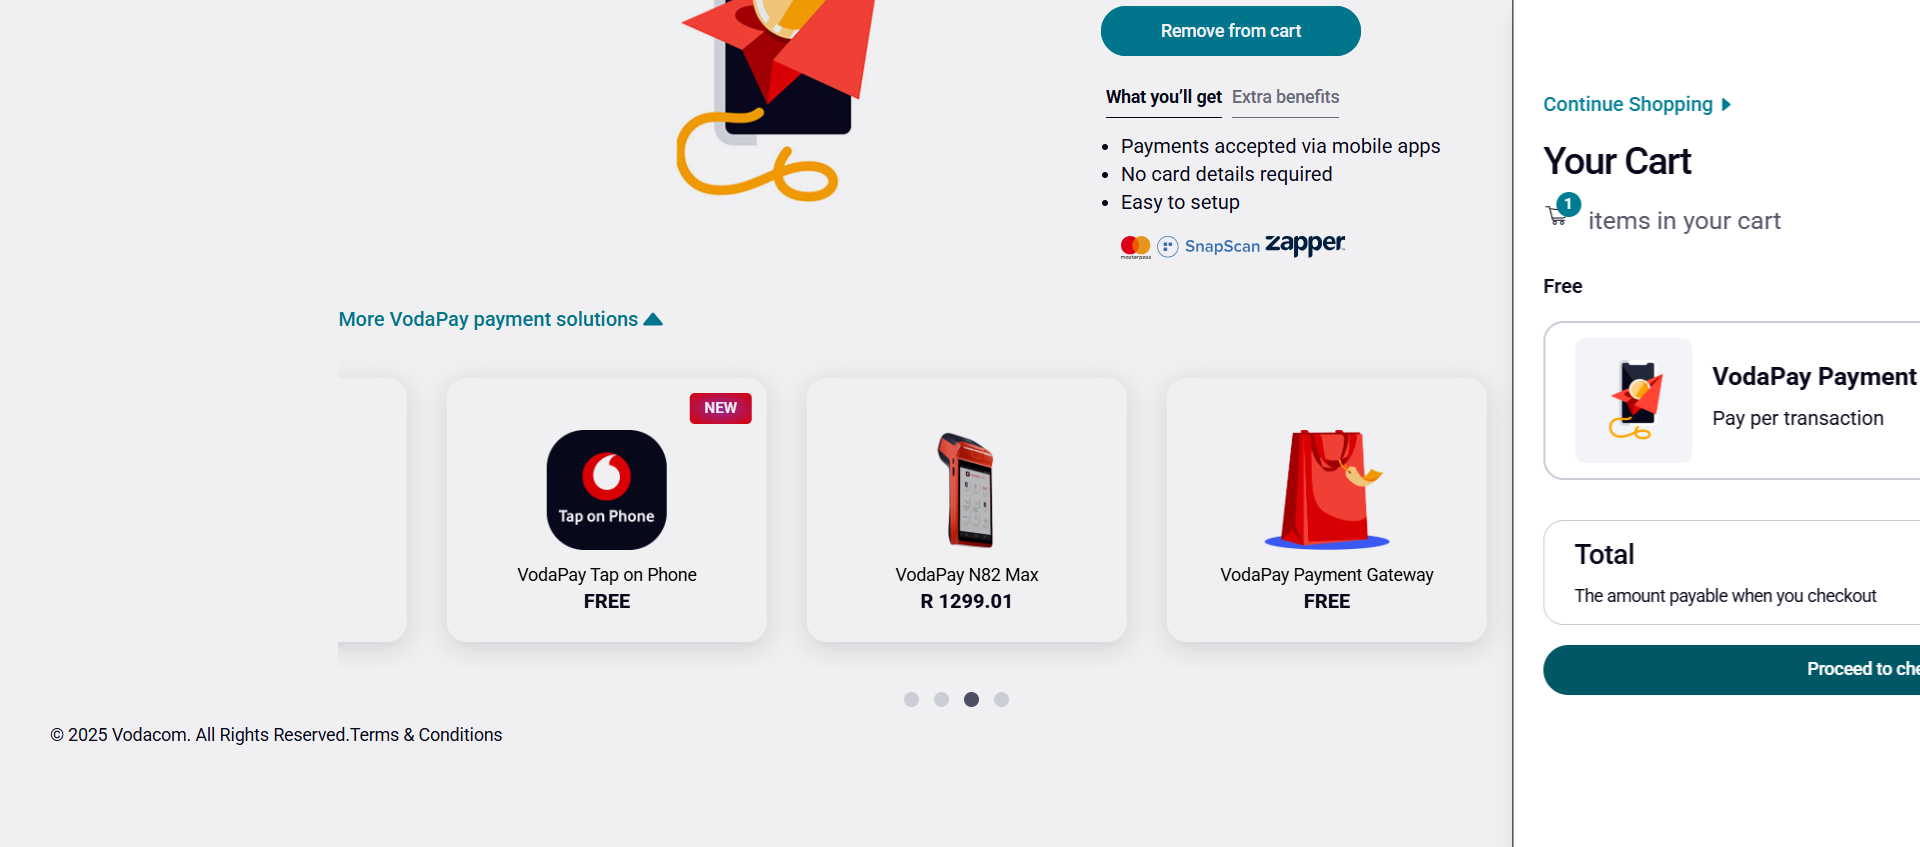 Remove from cart
What you’ll get Extra benefits
Payments accepted via mobile apps
No card details required
Easy to setup
masterpass SnapScan zapper
More VodaPay payment solutions
NEW
Tap on Phone
VodaPay Tap on Phone
FREE
VodaPay N82 Max
R 1299.01
VodaPay Payment Gateway
FREE
© 2025 Vodacom. All Rights Reserved.Terms & Conditions
Continue Shopping
Your Cart
1
items in your cart
Free
VodaPay Payment
Pay per transaction
Total
The amount payable when you checkout
Proceed to che